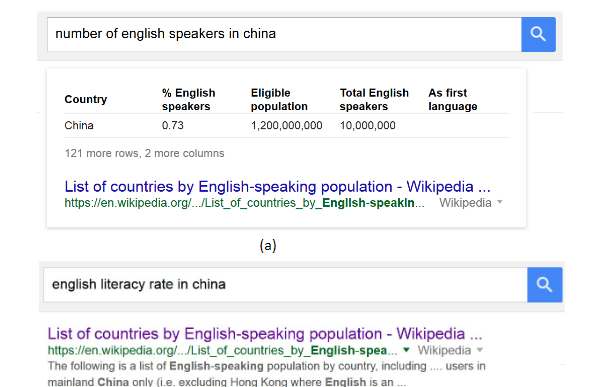 number of english speakers in china
Country % English speakers Eligible population Total English speakers As first language
China 0.73 1,200,000,000 10,000,000
121 more rows, 2 more columns
List of countries by English-speaking population - Wikipedia ...
https://en.wikipedia.org/.../List_of_countries_by_English-speakin... Wikipedia
(a)
english literacy rate in china
List of countries by English-speaking population - Wikipedia ...
https://en.wikipedia.org/.../List_of_countries_by_English-spea... Wikipedia
The following is a list of English-speaking population by country, including .... users in
mainland China only (i.e. excluding Hong Kong where English is an ...